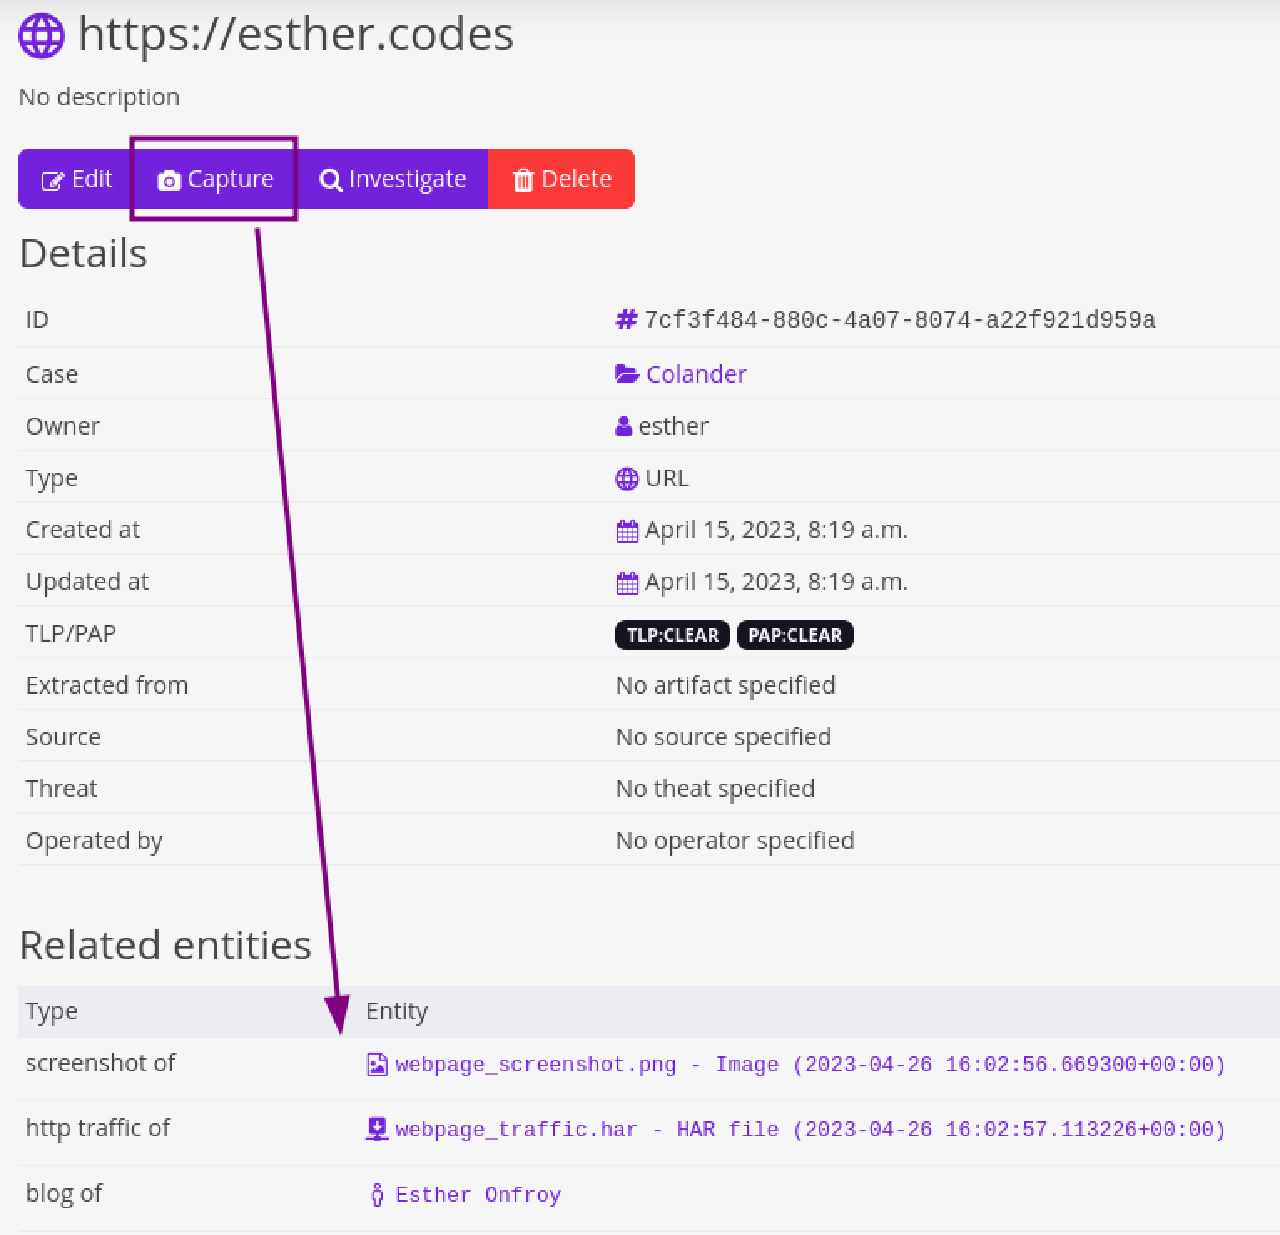 https://esther.codes
No description
Edit Capture Investigate Delete
Details
ID # 7cf3f484-880c-4a07-8074-a22f921d959a
Case Colander
Owner esther
Type URL
Created at April 15, 2023, 8:19 a.m.
Updated at April 15, 2023, 8:19 a.m.
TLP/PAP TLP:CLEAR PAP:CLEAR
Extracted from No artifact specified
Source No source specified
Threat No theat specified
Operated by No operator specified
Related entities
Type Entity
screenshot of webpage_screenshot.png - Image (2023-04-26 16:02:56.669300+00:00)
http traffic of webpage_traffic.har - HAR file (2023-04-26 16:02:57.113226+00:00)
blog of Esther Onfroy